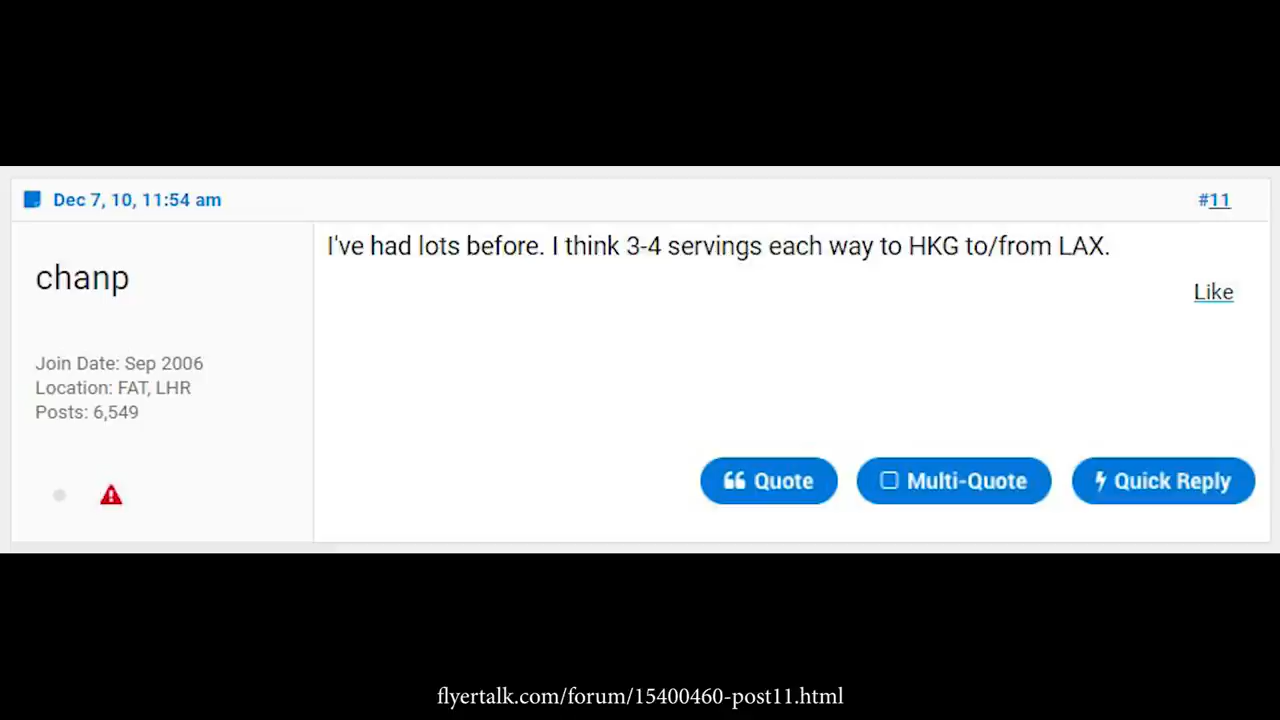 Dec 7, 10, 11:54 am
#11
chanp
Join Date: Sep 2006
Location: FAT, LHR
Posts: 6,549
I've had lots before. I think 3-4 servings each way to HKG to/from LAX.
Like
Quote
Multi-Quote
Quick Reply
flyertalk.com/forum/15400460-post11.html